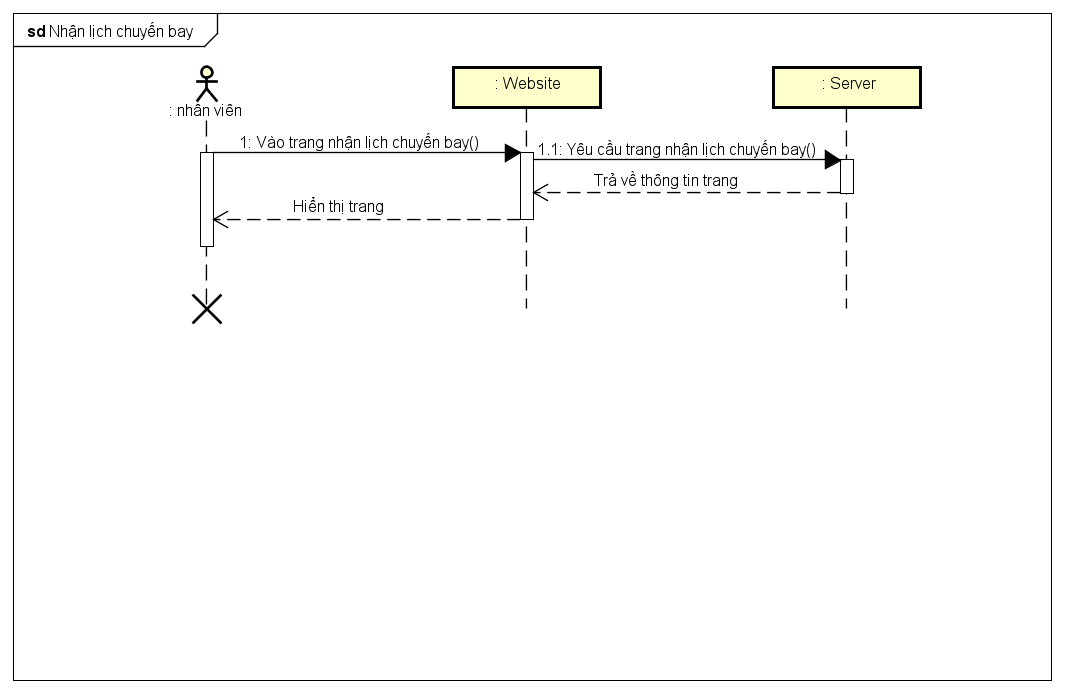 sd Nhận lịch chuyến bay
: nhân viên
: Website
: Server
1: Vào trang nhận lịch chuyến bay()
1.1: Yêu cầu trang nhận lịch chuyến bay()
Trả về thông tin trang
Hiển thị trang